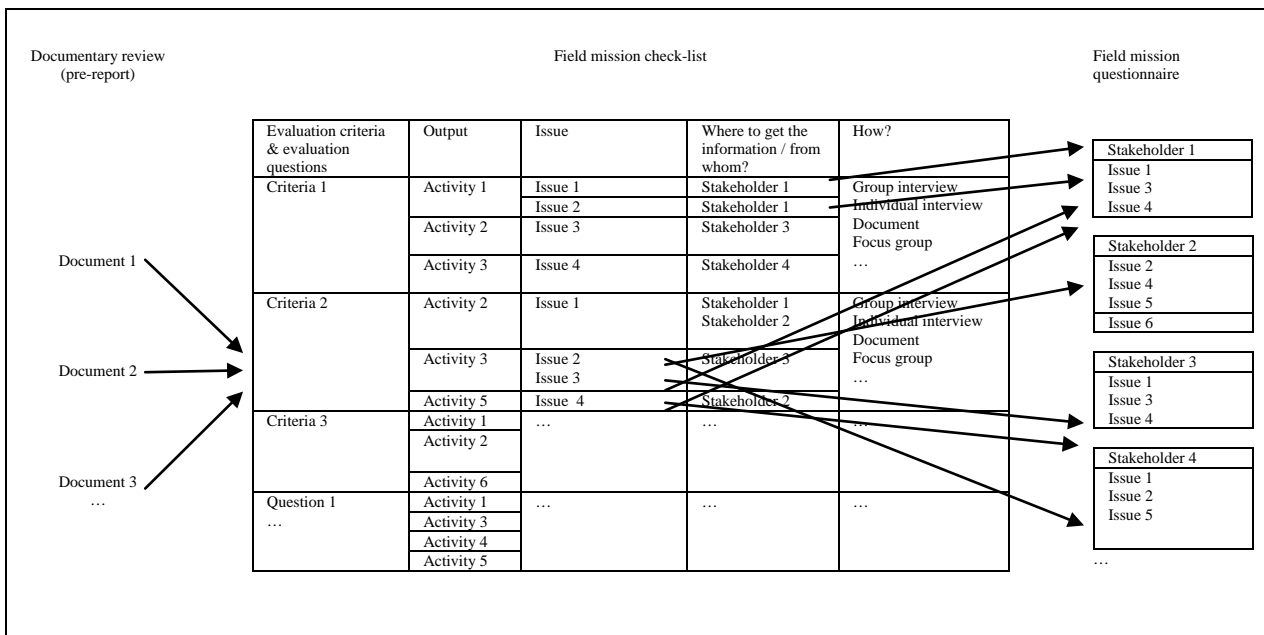 Documentary review
(pre-report)
Field mission check-list
Field mission
questionnaire
Document 1
Document 2
Document 3
…
Evaluation criteria
& evaluation
questions
Output
Issue
Where to get the
information / from
whom?
How?
Criteria 1
Activity 1
Issue 1
Stakeholder 1
Issue 2
Stakeholder 1
Activity 2
Issue 3
Stakeholder 3
Activity 3
Issue 4
Stakeholder 4
Group interview
Individual interview
Document
Focus group
…
Criteria 2
Activity 2
Issue 1
Stakeholder 1
Stakeholder 2
Activity 3
Issue 2
Issue 3
Stakeholder 3
Activity 5
Issue 4
Stakeholder 2
Group interview
Individual interview
Document
Focus group
…
Criteria 3
Activity 1
Activity 2
Activity 6
…
…
…
Question 1
…
Activity 1
Activity 3
Activity 4
Activity 5
…
…
…
Stakeholder 1
Issue 1
Issue 3
Issue 4
Stakeholder 2
Issue 2
Issue 4
Issue 5
Issue 6
Stakeholder 3
Issue 1
Issue 3
Issue 4
Stakeholder 4
Issue 1
Issue 2
Issue 5
…